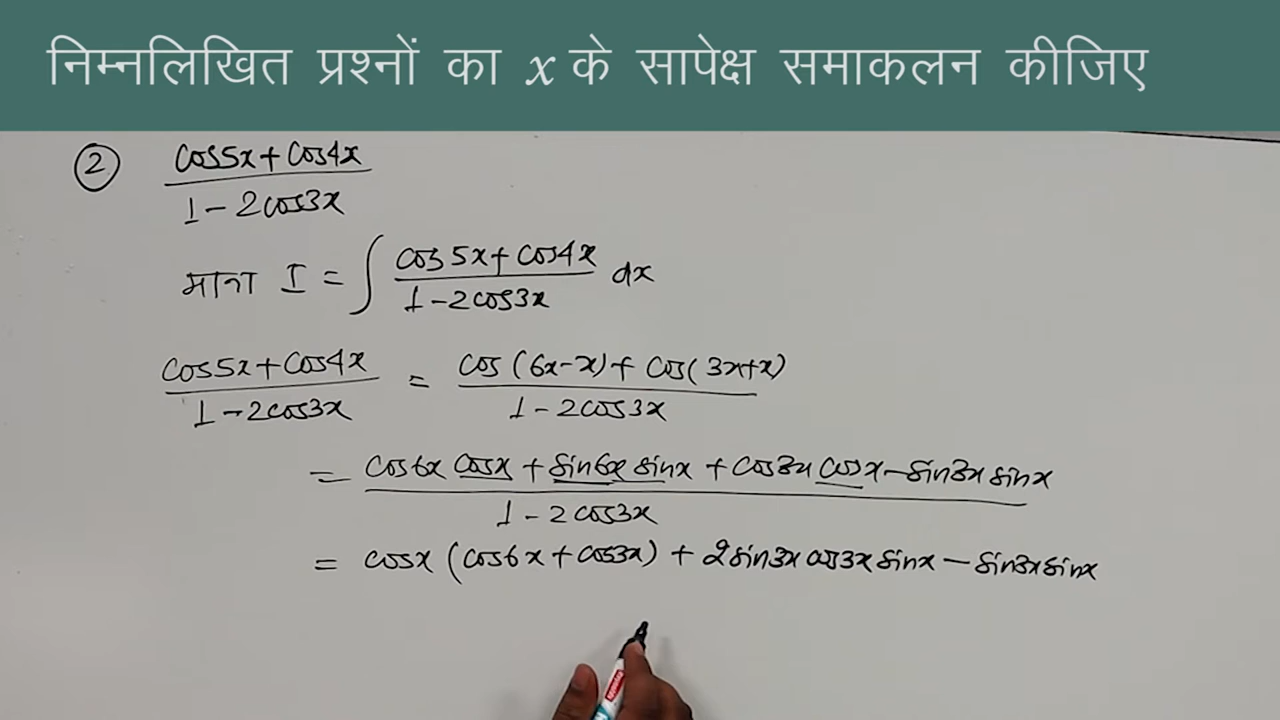 निम्नलिखित प्रश्नों का x के सापेक्ष समाकलन कीजिए
② cos5x + cos4x
1 - 2cos3x
माना I = ∫ cos5x + cos4x / 1 - 2cos3x dx
cos5x + cos4x / 1 - 2cos3x = cos(6x-x) + cos(3x+x) / 1 - 2cos3x
= cos6x cosx + sin6x sinx + cos3x cosx - sin3x sinx
1 - 2cos3x
= cosx (cos6x + cos3x) + 2sin3x cos3x sinx - sin3x sinx